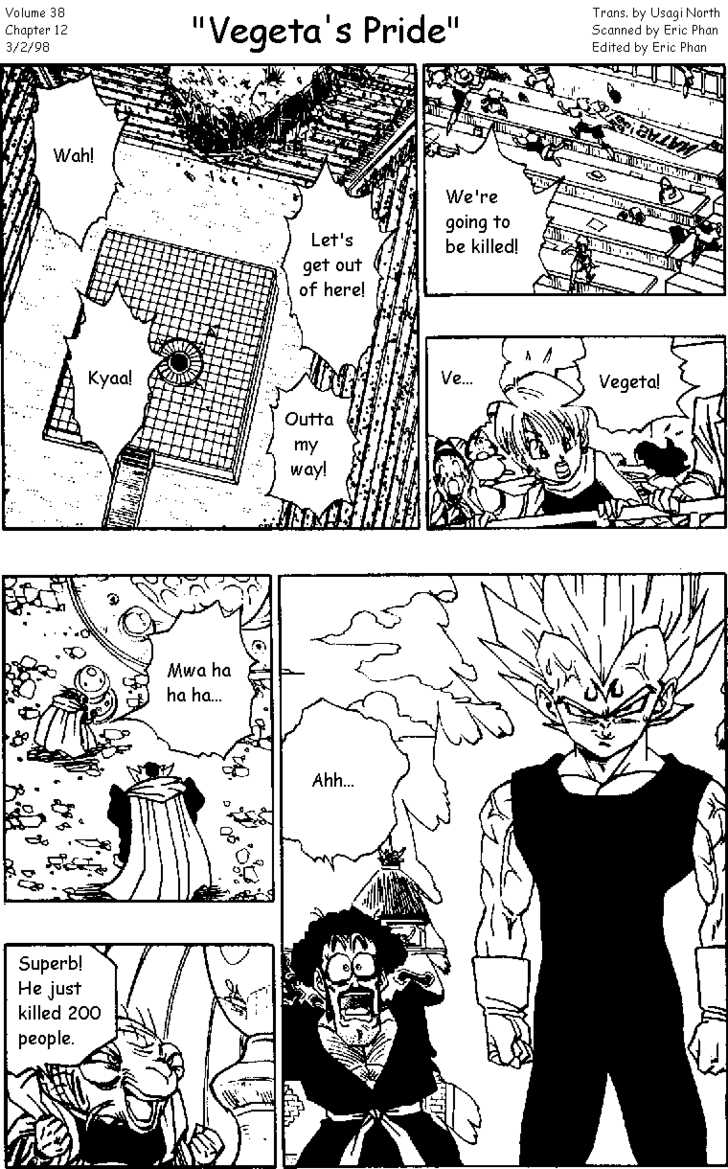 Volume 38
Chapter 12
3/2/98
"Vegeta's Pride"
Trans. by Usagi North
Scanned by Eric Phan
Edited by Eric Phan
Wah!
Let's
get out
of here!
Kyaa!
Outta
my
way!
We're
going to
be killed!
Ve...
Vegeta!
Mwa ha
ha ha...
Ahh...
Superb!
He just
killed 200
people.